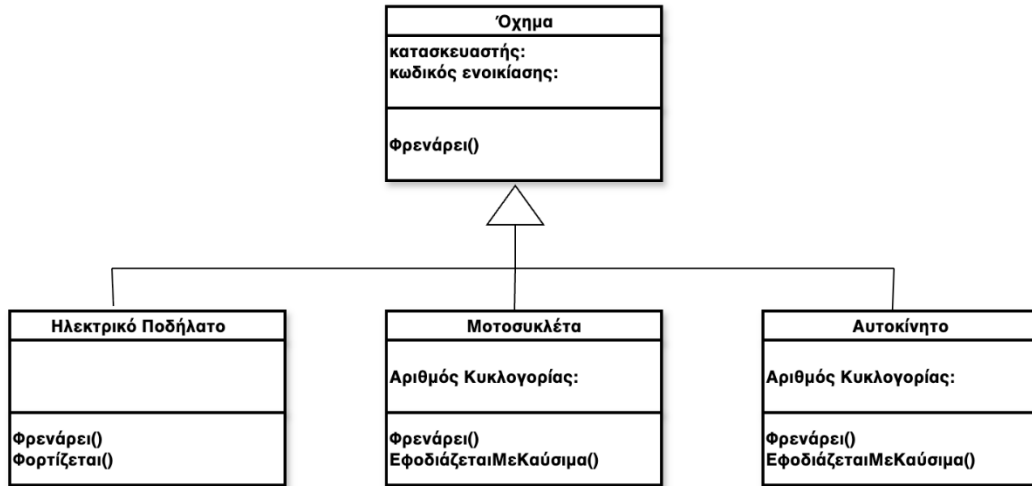 Όχημα
κατασκευαστής:
κωδικός ενοικίασης:
Φρενάρει()
Ηλεκτρικό Ποδήλατο
Φρενάρει()
Φορτίζεται()
Μοτοσυκλέτα
Αριθμός Κυκλογορίας:
Φρενάρει()
ΕφοδιάζεταιΜεΚαύσιμα()
Αυτοκίνητο
Αριθμός Κυκλογορίας:
Φρενάρει()
ΕφοδιάζεταιΜεΚαύσιμα()